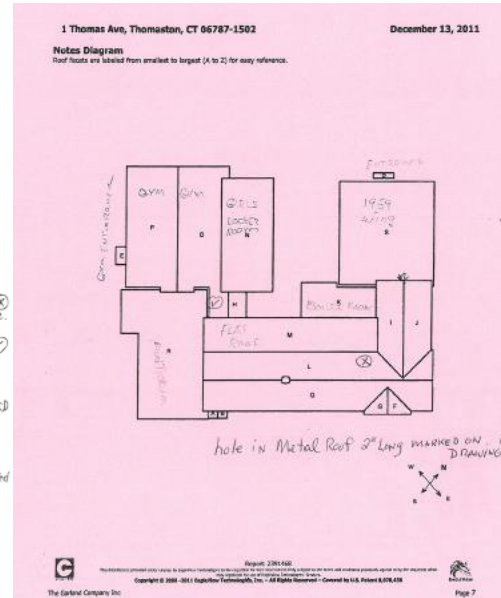 1 Thomas Ave, Thomaston, CT 06787-1502 December 13, 2011
Notes Diagram
Roof facets are labeled from smallest to largest (A to Z) for easy reference.
ENTRANCE
GYM GYM
GIRLS
LOCKER
ROOM
1959
wing
P O N S
E
GYM ENTRANCE
H
K
BOILER ROOM
I J
FLAT
ROOF
M
R
L
Q
G F
hole in Metal Roof 2" Long MARKED ON
DRAWING
W N
S E
Report: 2391468
Copyright © 2008-2011 EagleView Technologies, Inc. – All Rights Reserved – Covered by U.S. Patent 8,078,436
The Garland Company Inc Page 7